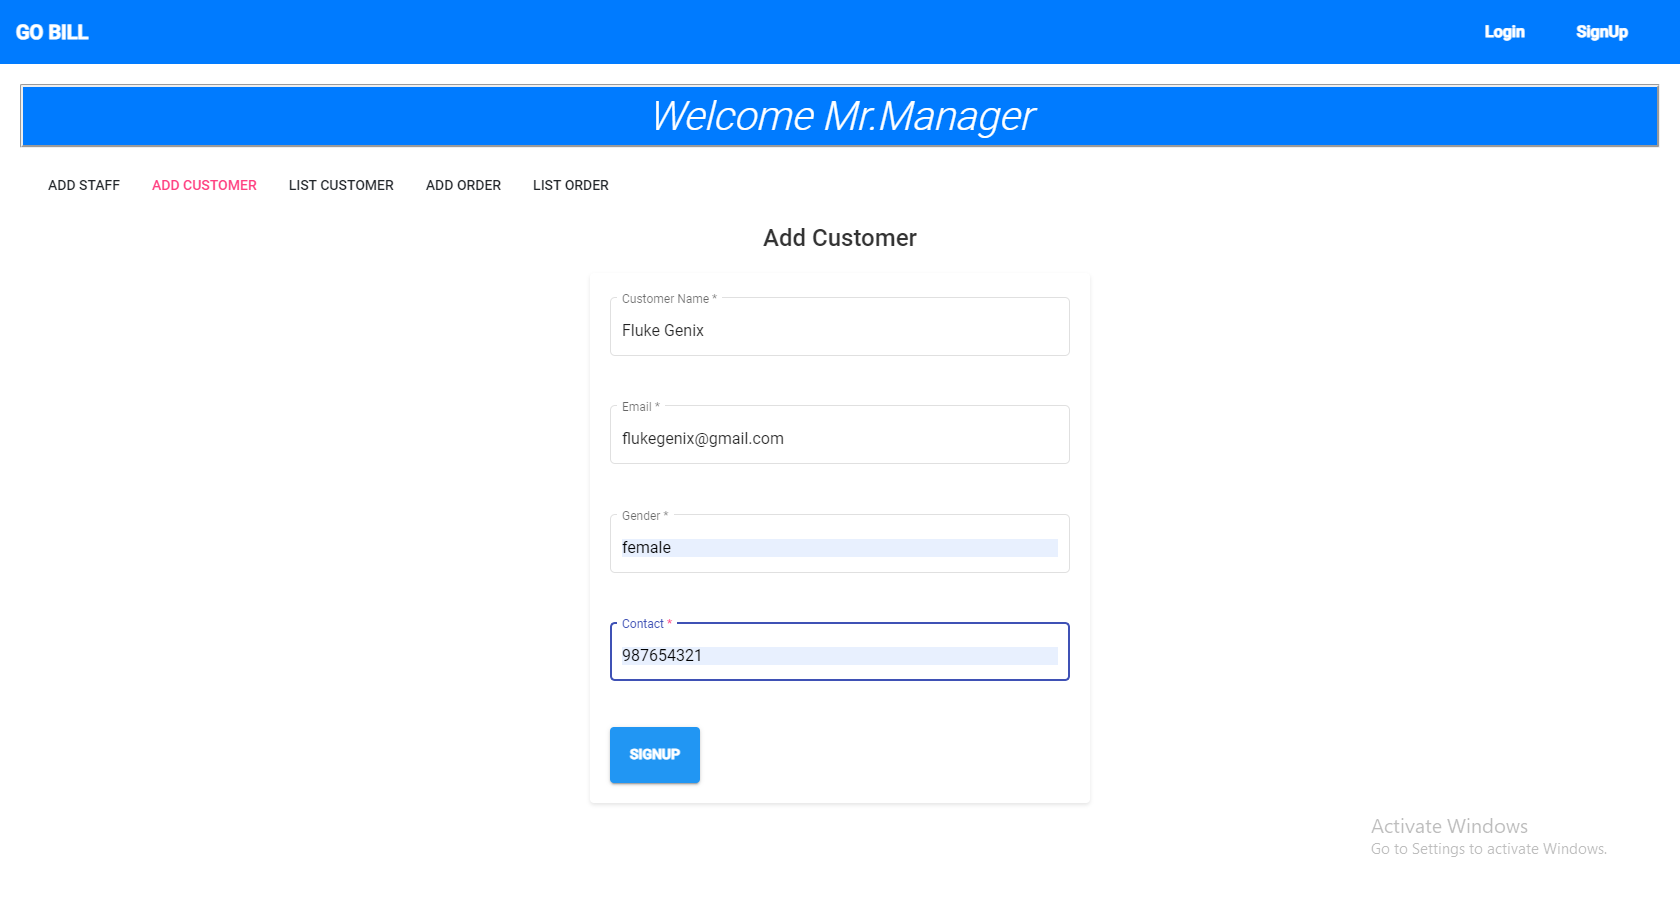 GO BILL
Login
SignUp
Welcome Mr.Manager
ADD STAFF
ADD CUSTOMER
LIST CUSTOMER
ADD ORDER
LIST ORDER
Add Customer
Customer Name *
Fluke Genix
Email *
flukegenix@gmail.com
Gender *
female
Contact *
987654321
SIGNUP
Activate Windows
Go to Settings to activate Windows.